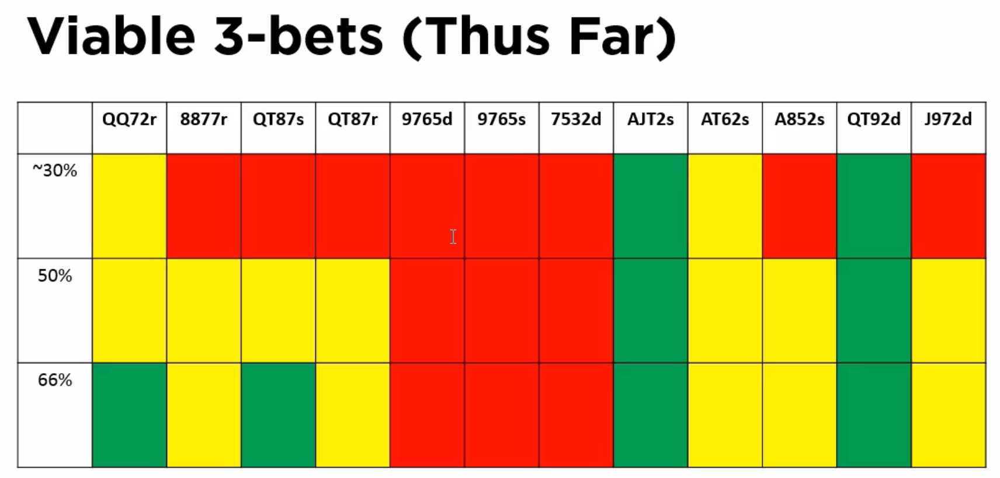 Viable 3-bets (Thus Far)
QQ72r 8877r QT87s QT87r 9765d 9765s 7532d AJT2s AT62s A852s QT92d J972d
~30%
50%
66%